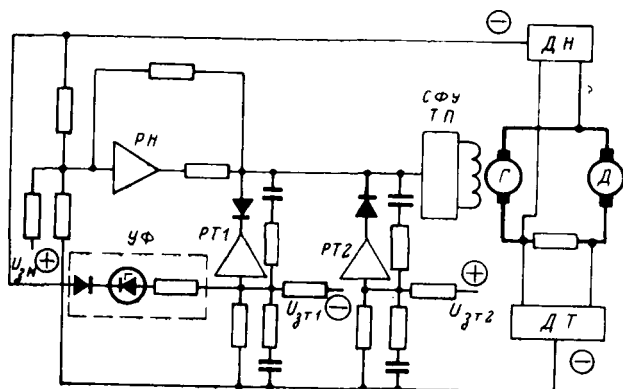 ⊖
ДН
СФУ
ТП
РН
Г
Д
УФ
РТ1
РТ2
Uзн ⊕
Uзт1 ⊖
⊕
Uзт2
ДТ
⊖